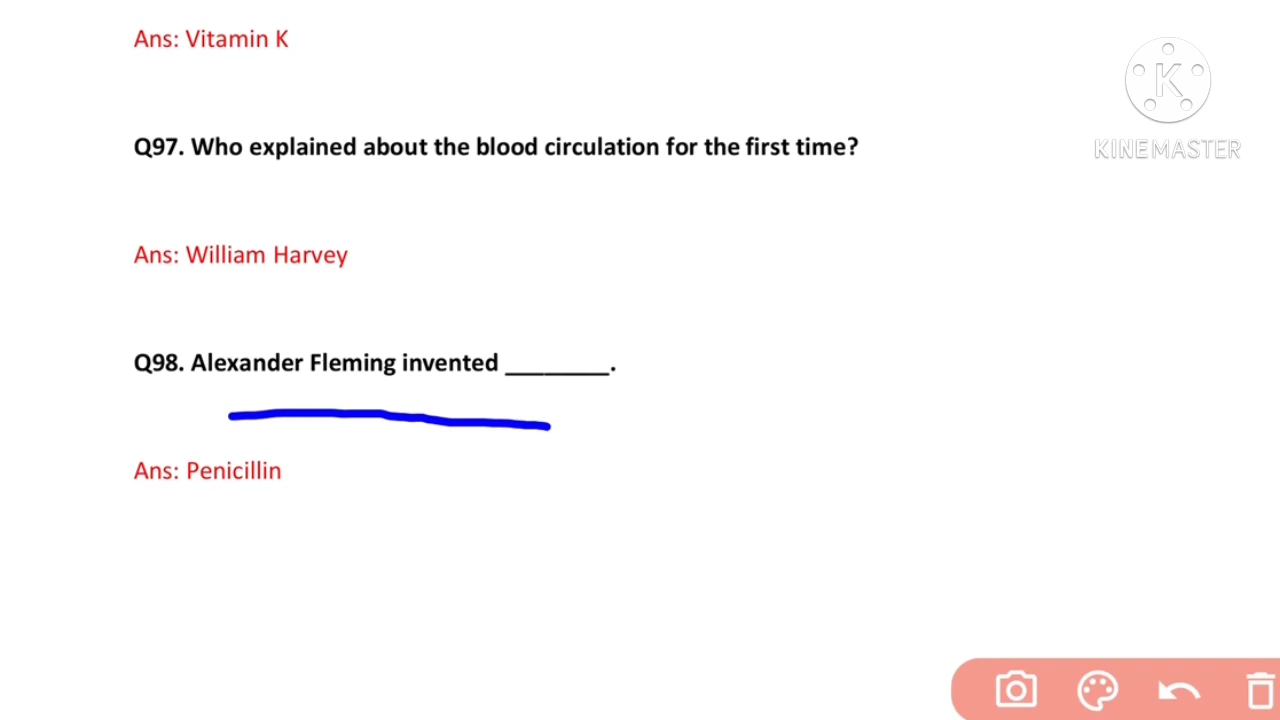 Ans: Vitamin K
K
KINEMASTER
Q97. Who explained about the blood circulation for the first time?
Ans: William Harvey
Q98. Alexander Fleming invented ________.
Ans: Penicillin